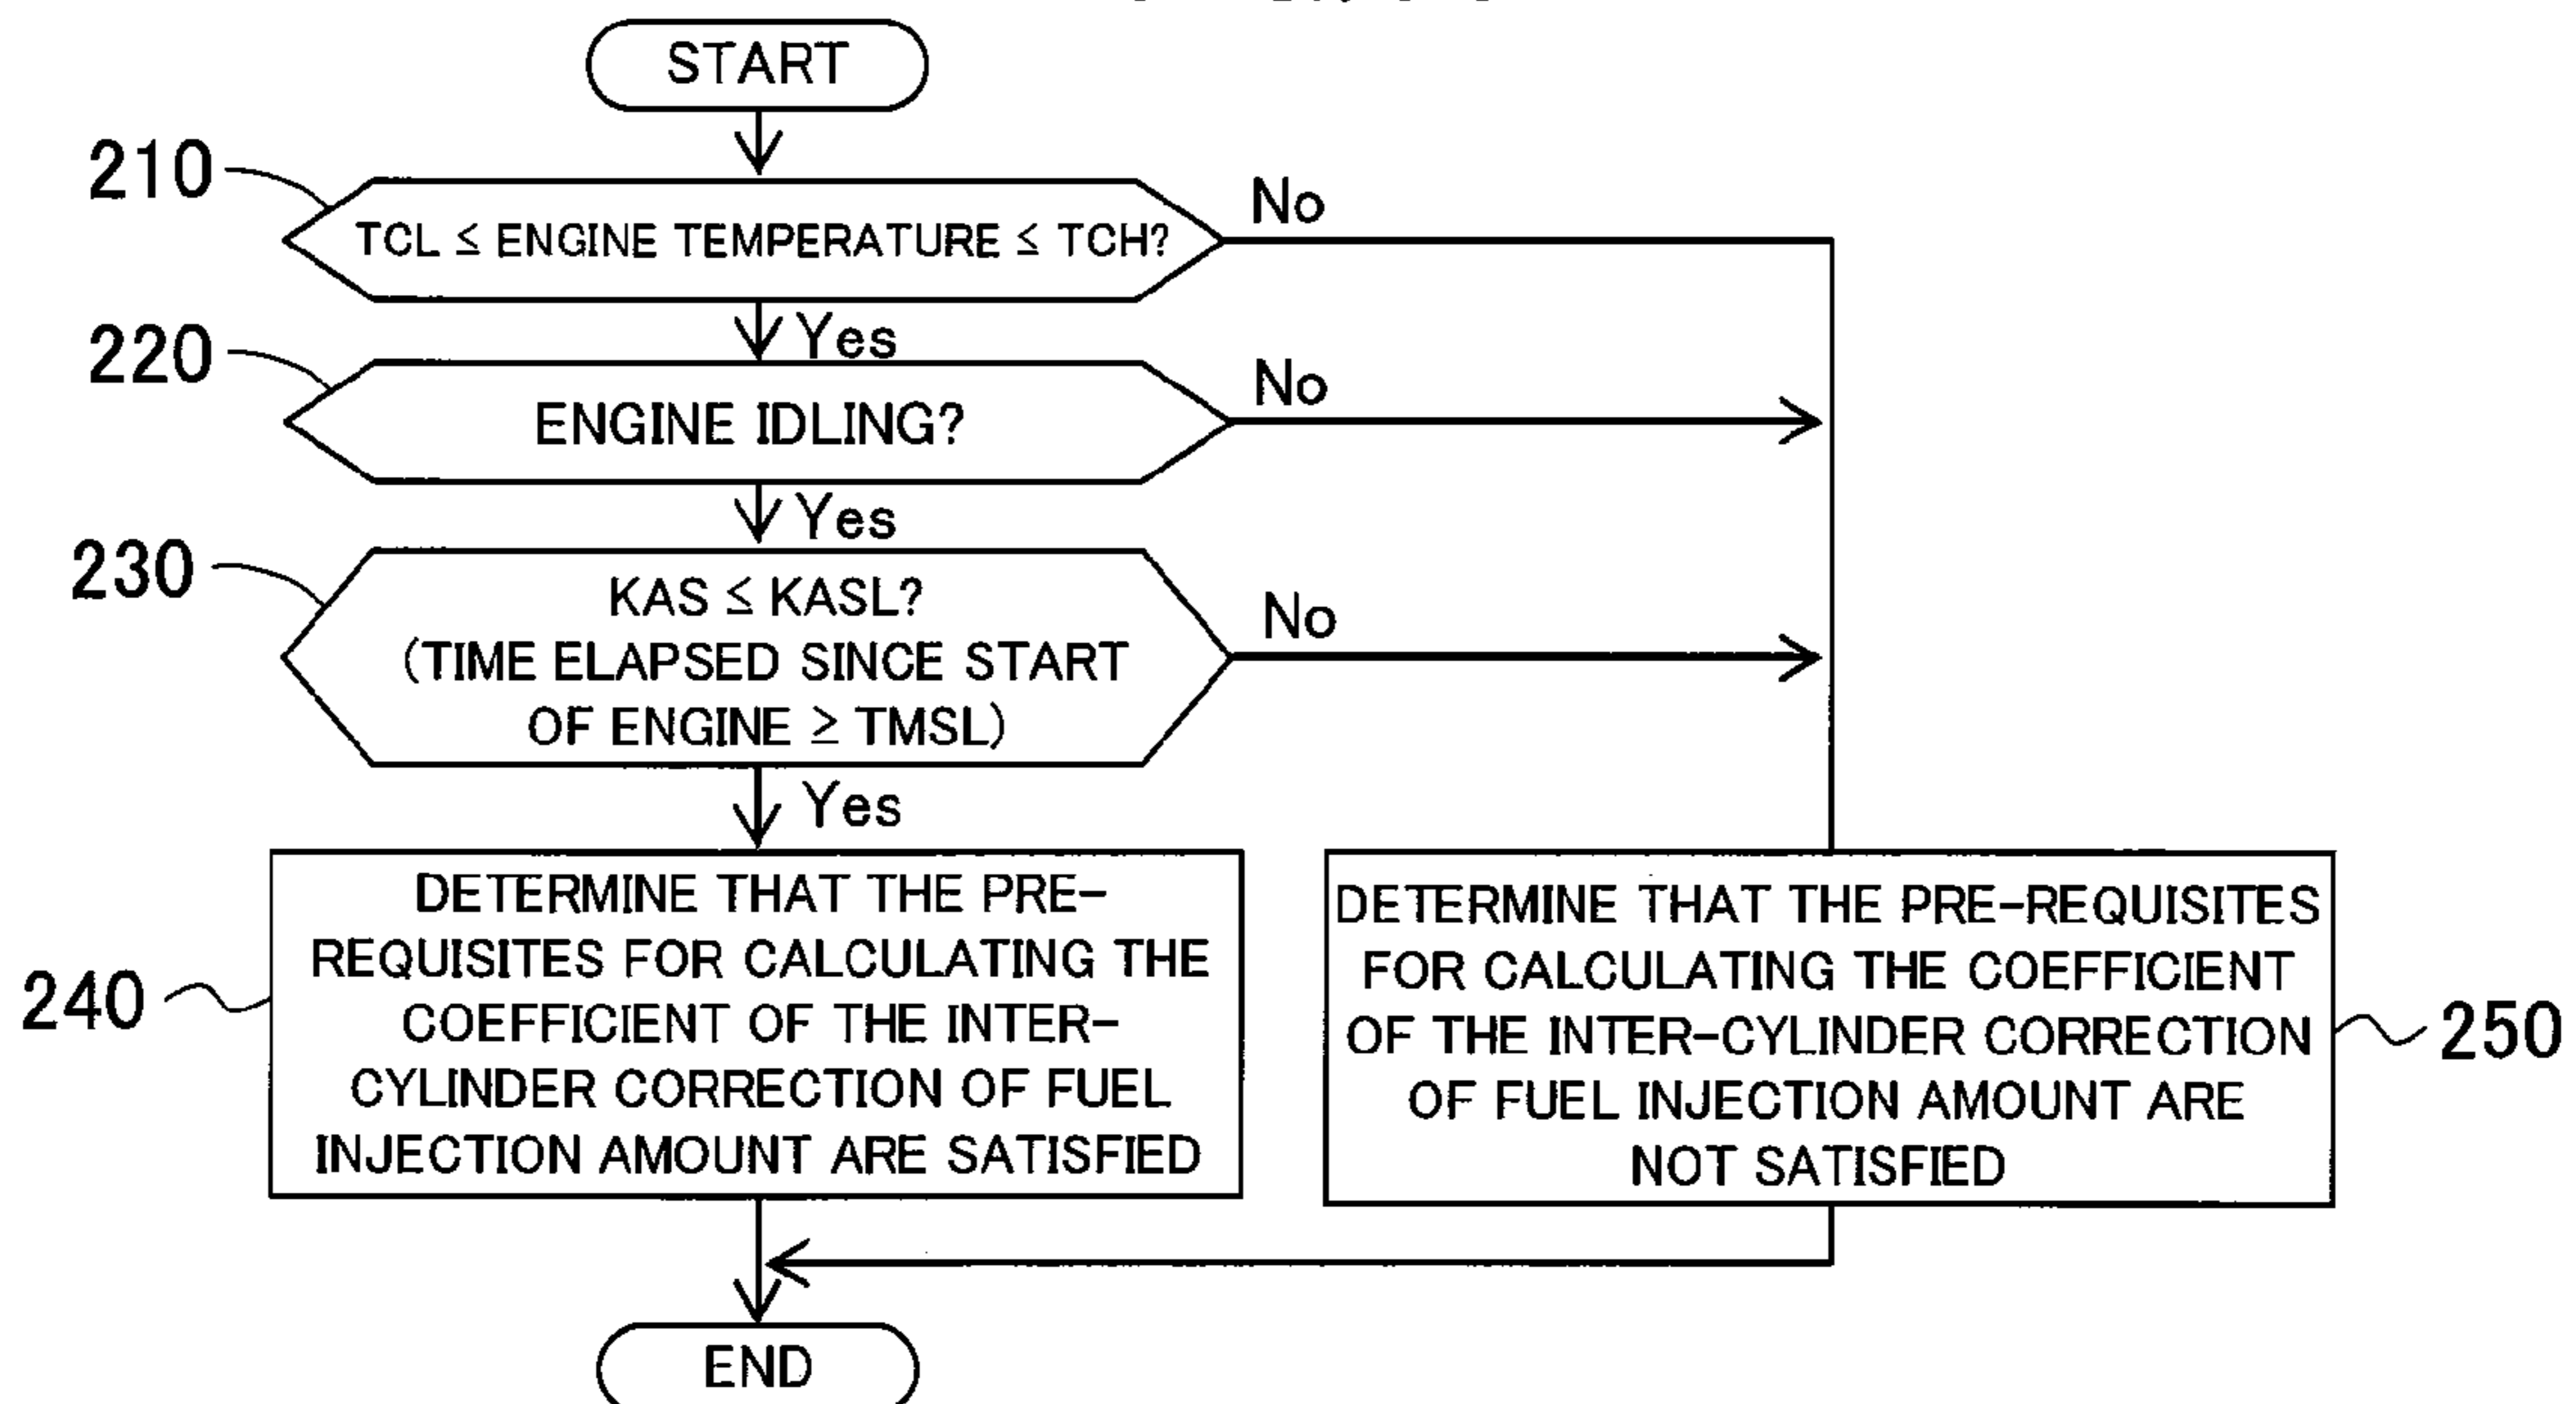 START
210
TCL ≤ ENGINE TEMPERATURE ≤ TCH?
No
Yes
220
ENGINE IDLING?
No
Yes
230
KAS ≤ KASL?
(TIME ELAPSED SINCE START
OF ENGINE ≥ TMSL)
No
Yes
240
DETERMINE THAT THE PRE-
REQUISITES FOR CALCULATING THE
COEFFICIENT OF THE INTER-
CYLINDER CORRECTION OF FUEL
INJECTION AMOUNT ARE SATISFIED
DETERMINE THAT THE PRE-REQUISITES
FOR CALCULATING THE COEFFICIENT
OF THE INTER-CYLINDER CORRECTION
OF FUEL INJECTION AMOUNT ARE
NOT SATISFIED
250
END